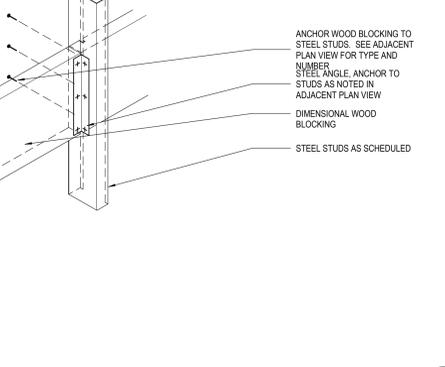 ANCHOR WOOD BLOCKING TO
STEEL STUDS. SEE ADJACENT
PLAN VIEW FOR TYPE AND
NUMBER
STEEL ANGLE, ANCHOR TO
STUDS AS NOTED IN
ADJACENT PLAN VIEW
DIMENSIONAL WOOD
BLOCKING
STEEL STUDS AS SCHEDULED